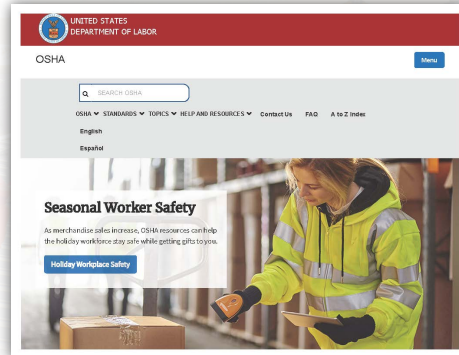 UNITED STATES
DEPARTMENT OF LABOR
OSHA
Menu
SEARCH OSHA
OSHA STANDARDS TOPICS HELP AND RESOURCES Contact Us FAQ A to Z Index
English
Español
Seasonal Worker Safety
As merchandise sales increase, OSHA resources can help
the holiday workforce stay safe while getting gifts to you.
Holiday Workplace Safety